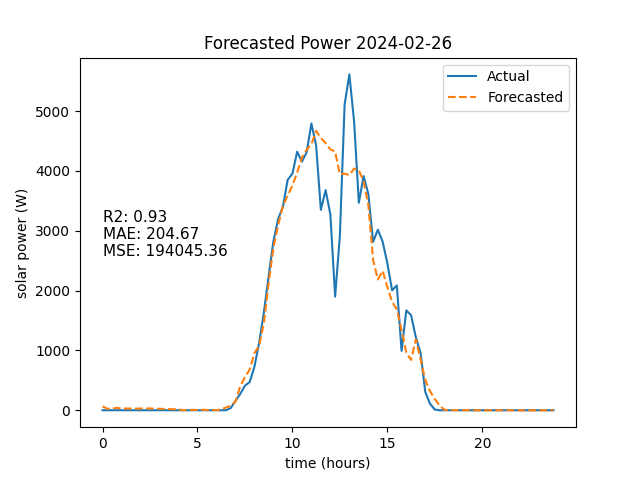 Forecasted Power 2024-02-26
Actual
Forecasted
R2: 0.93
MAE: 204.67
MSE: 194045.36
solar power (W)
5000
4000
3000
2000
1000
0
0 5 10 15 20
time (hours)